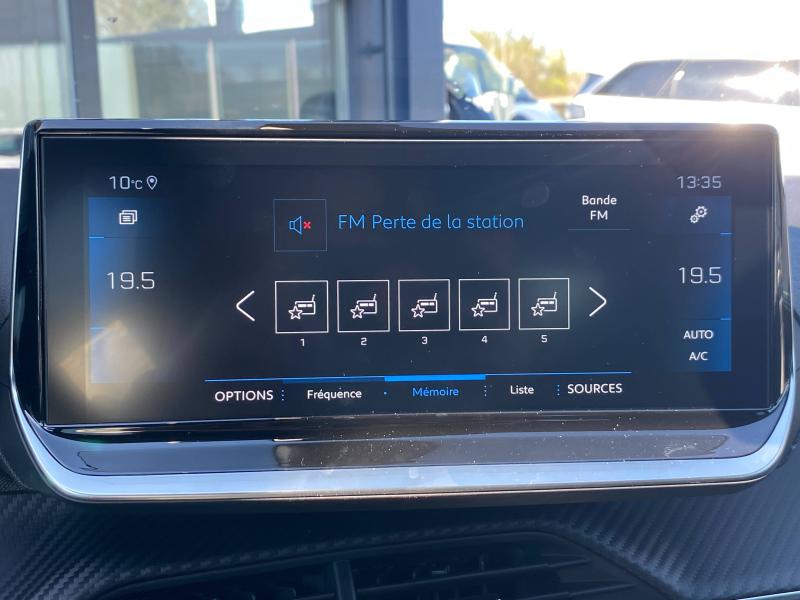 10°C
13:35
FM Perte de la station
Bande
FM
19.5
19.5
1 2 3 4 5
AUTO
A/C
OPTIONS Fréquence Mémoire Liste SOURCES